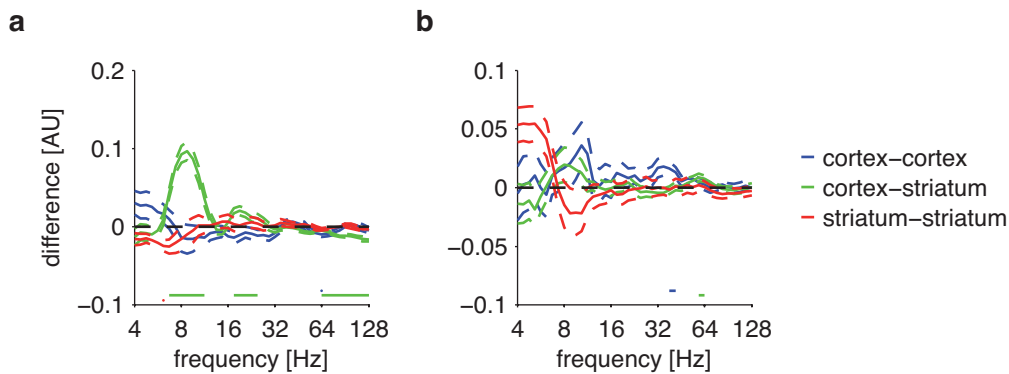 a
b
0.2
0.1
0
−0.1
difference [AU]
4 8 16 32 64 128
frequency [Hz]
0.1
0.05
0
−0.05
−0.1
4 8 16 32 64 128
frequency [Hz]
cortex−cortex
cortex−striatum
striatum−striatum